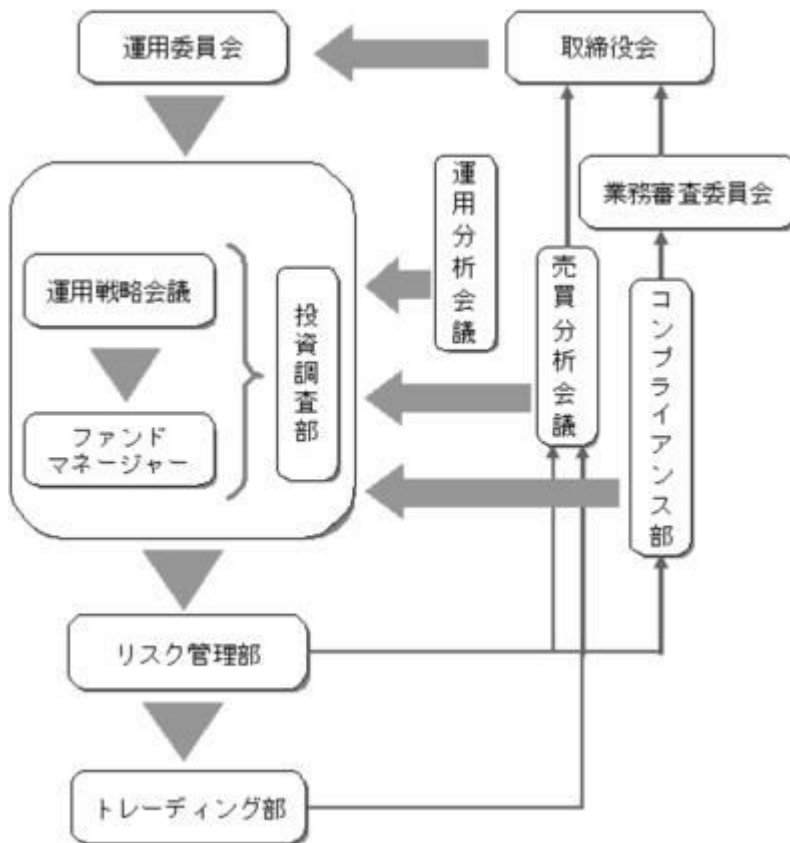 運用委員会
取締役会
業務審査委員会
運用分析会議
売買分析会議
コンプライアンス部
運用戦略会議
投資調査部
ファンド
マネージャー
リスク管理部
トレーディング部